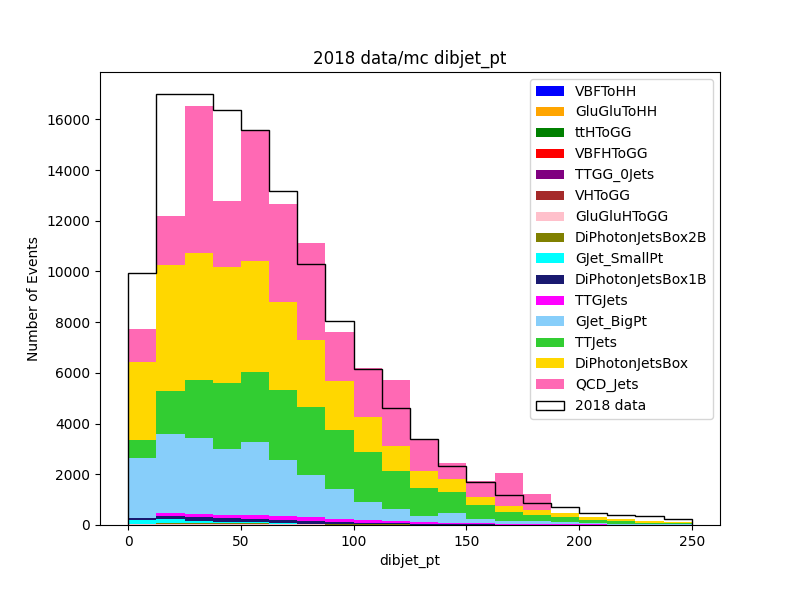 2018 data/mc dibjet_pt
Number of Events
16000
14000
12000
10000
8000
6000
4000
2000
0
0
50
100
150
200
250
dibjet_pt
VBFToHH
GluGluToHH
ttHToGG
VBFHToGG
TTGG_0Jets
VHToGG
GluGluHToGG
DiPhotonJetsBox2B
GJet_SmallPt
DiPhotonJetsBox1B
TTGJets
GJet_BigPt
TTJets
DiPhotonJetsBox
QCD_Jets
2018 data